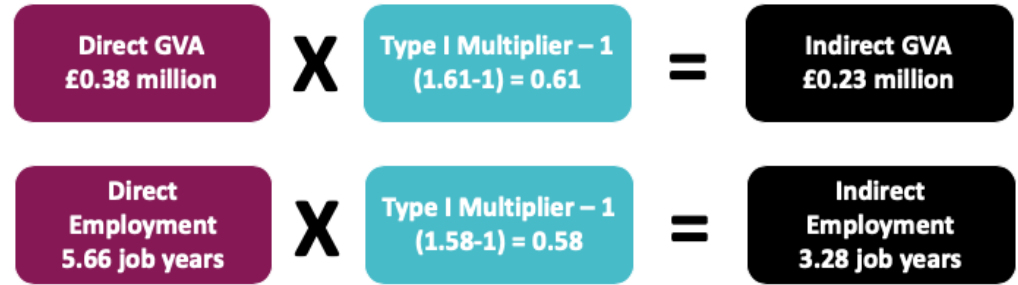 Direct GVA
£0.38 million
X
Type I Multiplier – 1
(1.61-1) = 0.61
=
Indirect GVA
£0.23 million
Direct
Employment
5.66 job years
X
Type I Multiplier – 1
(1.58-1) = 0.58
=
Indirect
Employment
3.28 job years